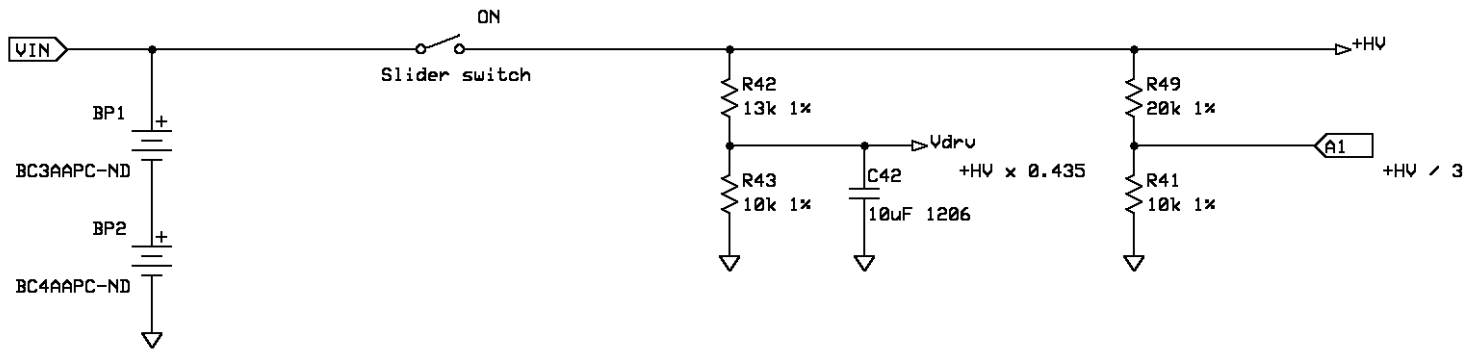 ON
VIN
+HV
Slider switch
R42
13k 1%
R49
20k 1%
BP1
+
BC3AAPC-ND
Vdrv
+HV x 0.435
A1
+HV / 3
R43
10k 1%
C42
10uF 1206
R41
10k 1%
BP2
+
BC4AAPC-ND